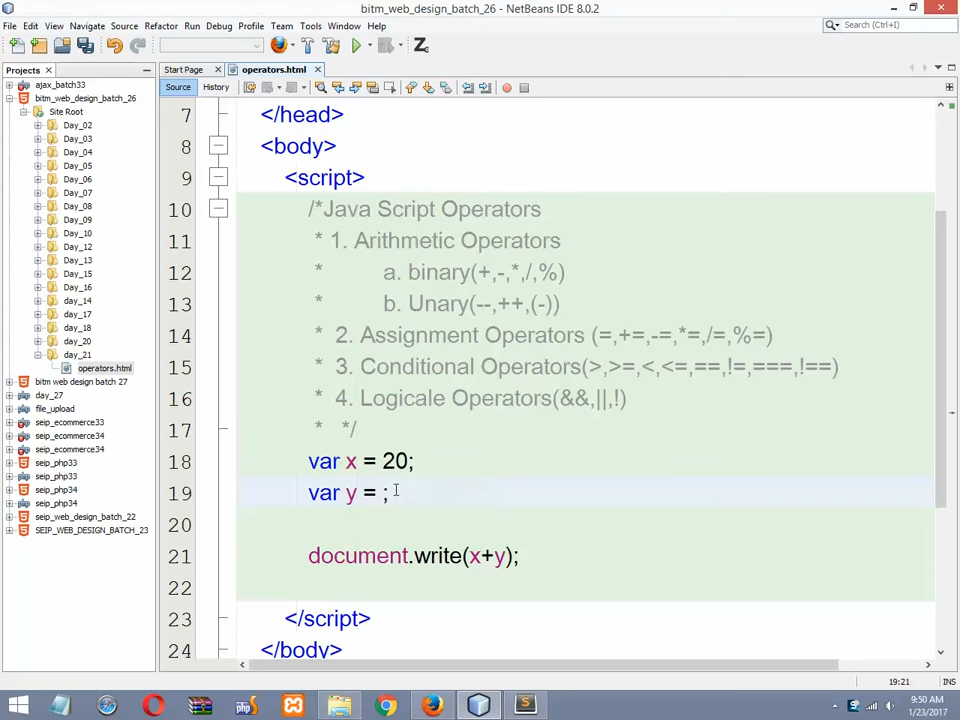 bitm_web_design_batch_26 - NetBeans IDE 8.0.2
File Edit View Navigate Source Refactor Run Debug Profile Team Tools Window Help
Search (Ctrl+I)
Projects
Start Page
operators.html
Source History
ajax_batch33
bitm_web_design_batch_26
Site Root
Day_02
Day_03
Day_04
Day_05
Day_06
Day_07
Day_08
Day_09
Day_10
Day_12
Day_13
Day_15
Day_16
day_14
day_17
day_18
day_20
day_21
operators.html
bitm web design batch 27
day_27
file_upload
seip_ecommerce33
seip_ecommerce34
seip_ecommerce34
seip_php33
seip_php33
seip_php34
seip_php34
seip_web_design_batch_22
SEIP_WEB_DESIGN_BATCH_23
7 </head>
8 <body>
9 <script>
10 /*Java Script Operators
11 * 1. Arithmetic Operators
12 * a. binary(+,-,*,/,%)
13 * b. Unary(--,++,(-))
14 * 2. Assignment Operators (=,+=,-=,*=,/=,%=)
15 * 3. Conditional Operators(>,>=,<,<=,==,!=,===,!==)
16 * 4. Logicale Operators(&&,||,!)
17 * */
18 var x = 20;
19 var y = ;
20
21 document.write(x+y);
22
23 </script>
24 </body>
19:21 INS
9:50 AM
1/23/2017